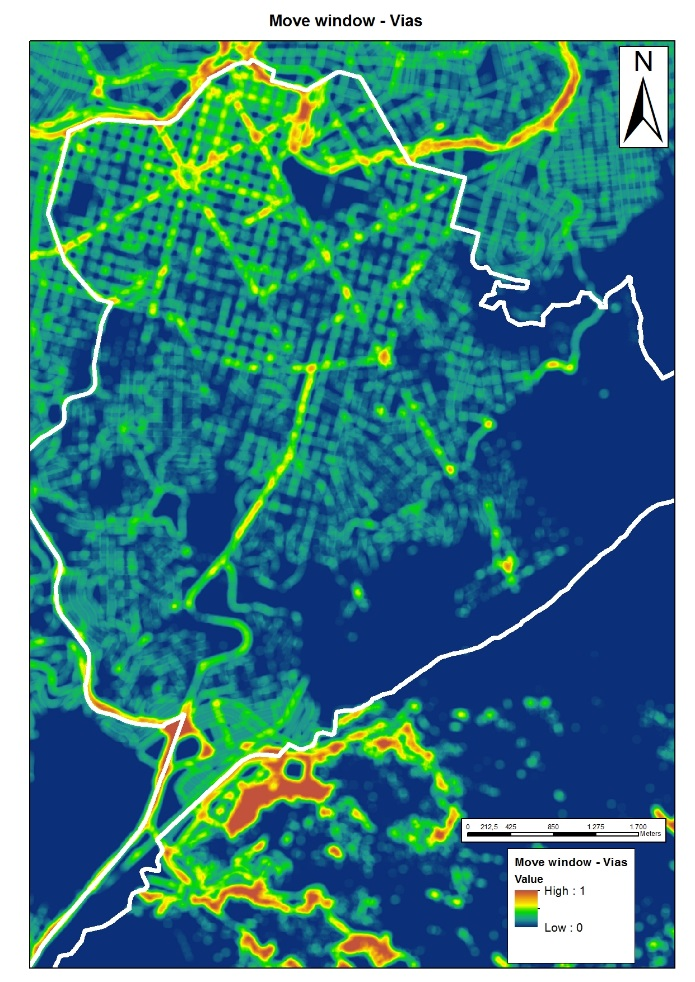 Move window - Vias
N
0 212,5 425 850 1.275 1.700
Meters
Move window - Vias
Value
High : 1
Low : 0